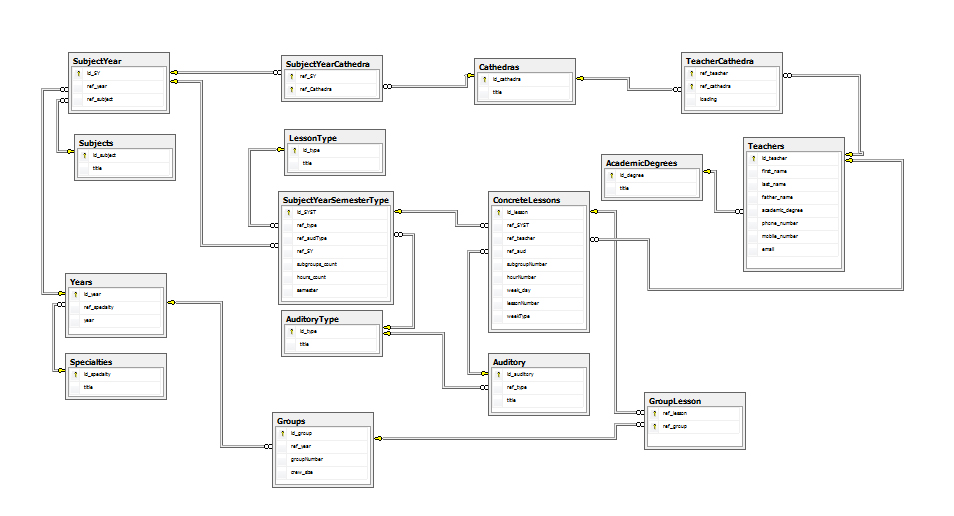 SubjectYear
id_SY
ref_year
ref_subject
SubjectYearCathedra
ref_SY
ref_Cathedra
Cathedras
id_cathedra
title
TeacherCathedra
ref_teacher
ref_cathedra
loading
Subjects
id_subject
title
LessonType
id_type
title
AcademicDegrees
id_degree
title
Teachers
id_teacher
first_name
last_name
father_name
academic_degree
phone_number
mobile_number
email
SubjectYearSemesterType
id_SYST
ref_type
ref_audType
ref_SY
subgroups_count
hours_count
semester
ConcreteLessons
id_lesson
ref_SYST
ref_teacher
ref_aud
subgroupNumber
hourNumber
week_day
lessonNumber
weekType
Years
id_year
ref_specialty
year
AuditoryType
id_type
title
Specialties
id_specialty
title
Auditory
id_auditory
ref_type
title
GroupLesson
ref_lesson
ref_group
Groups
id_group
ref_year
groupNumber
crew_size